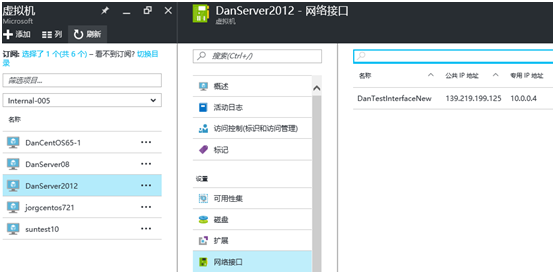 虚拟机
Microsoft
添加
列
刷新
订阅: 选择了 1 个(共 6 个) – 看不到订阅? 切换目
录
筛选项目...
Internal-005
名称
DanCentOS65-1
DanServer08
DanServer2012
jorgcentos721
suntest10
DanServer2012 - 网络接口
虚拟机
搜索(Ctrl+/)
概述
活动日志
访问控制(标识和访问管理)
标记
设置
可用性集
磁盘
扩展
网络接口
名称 公共 IP 地址 专用 IP 地址
DanTestInterfaceNew 139.219.199.125 10.0.0.4